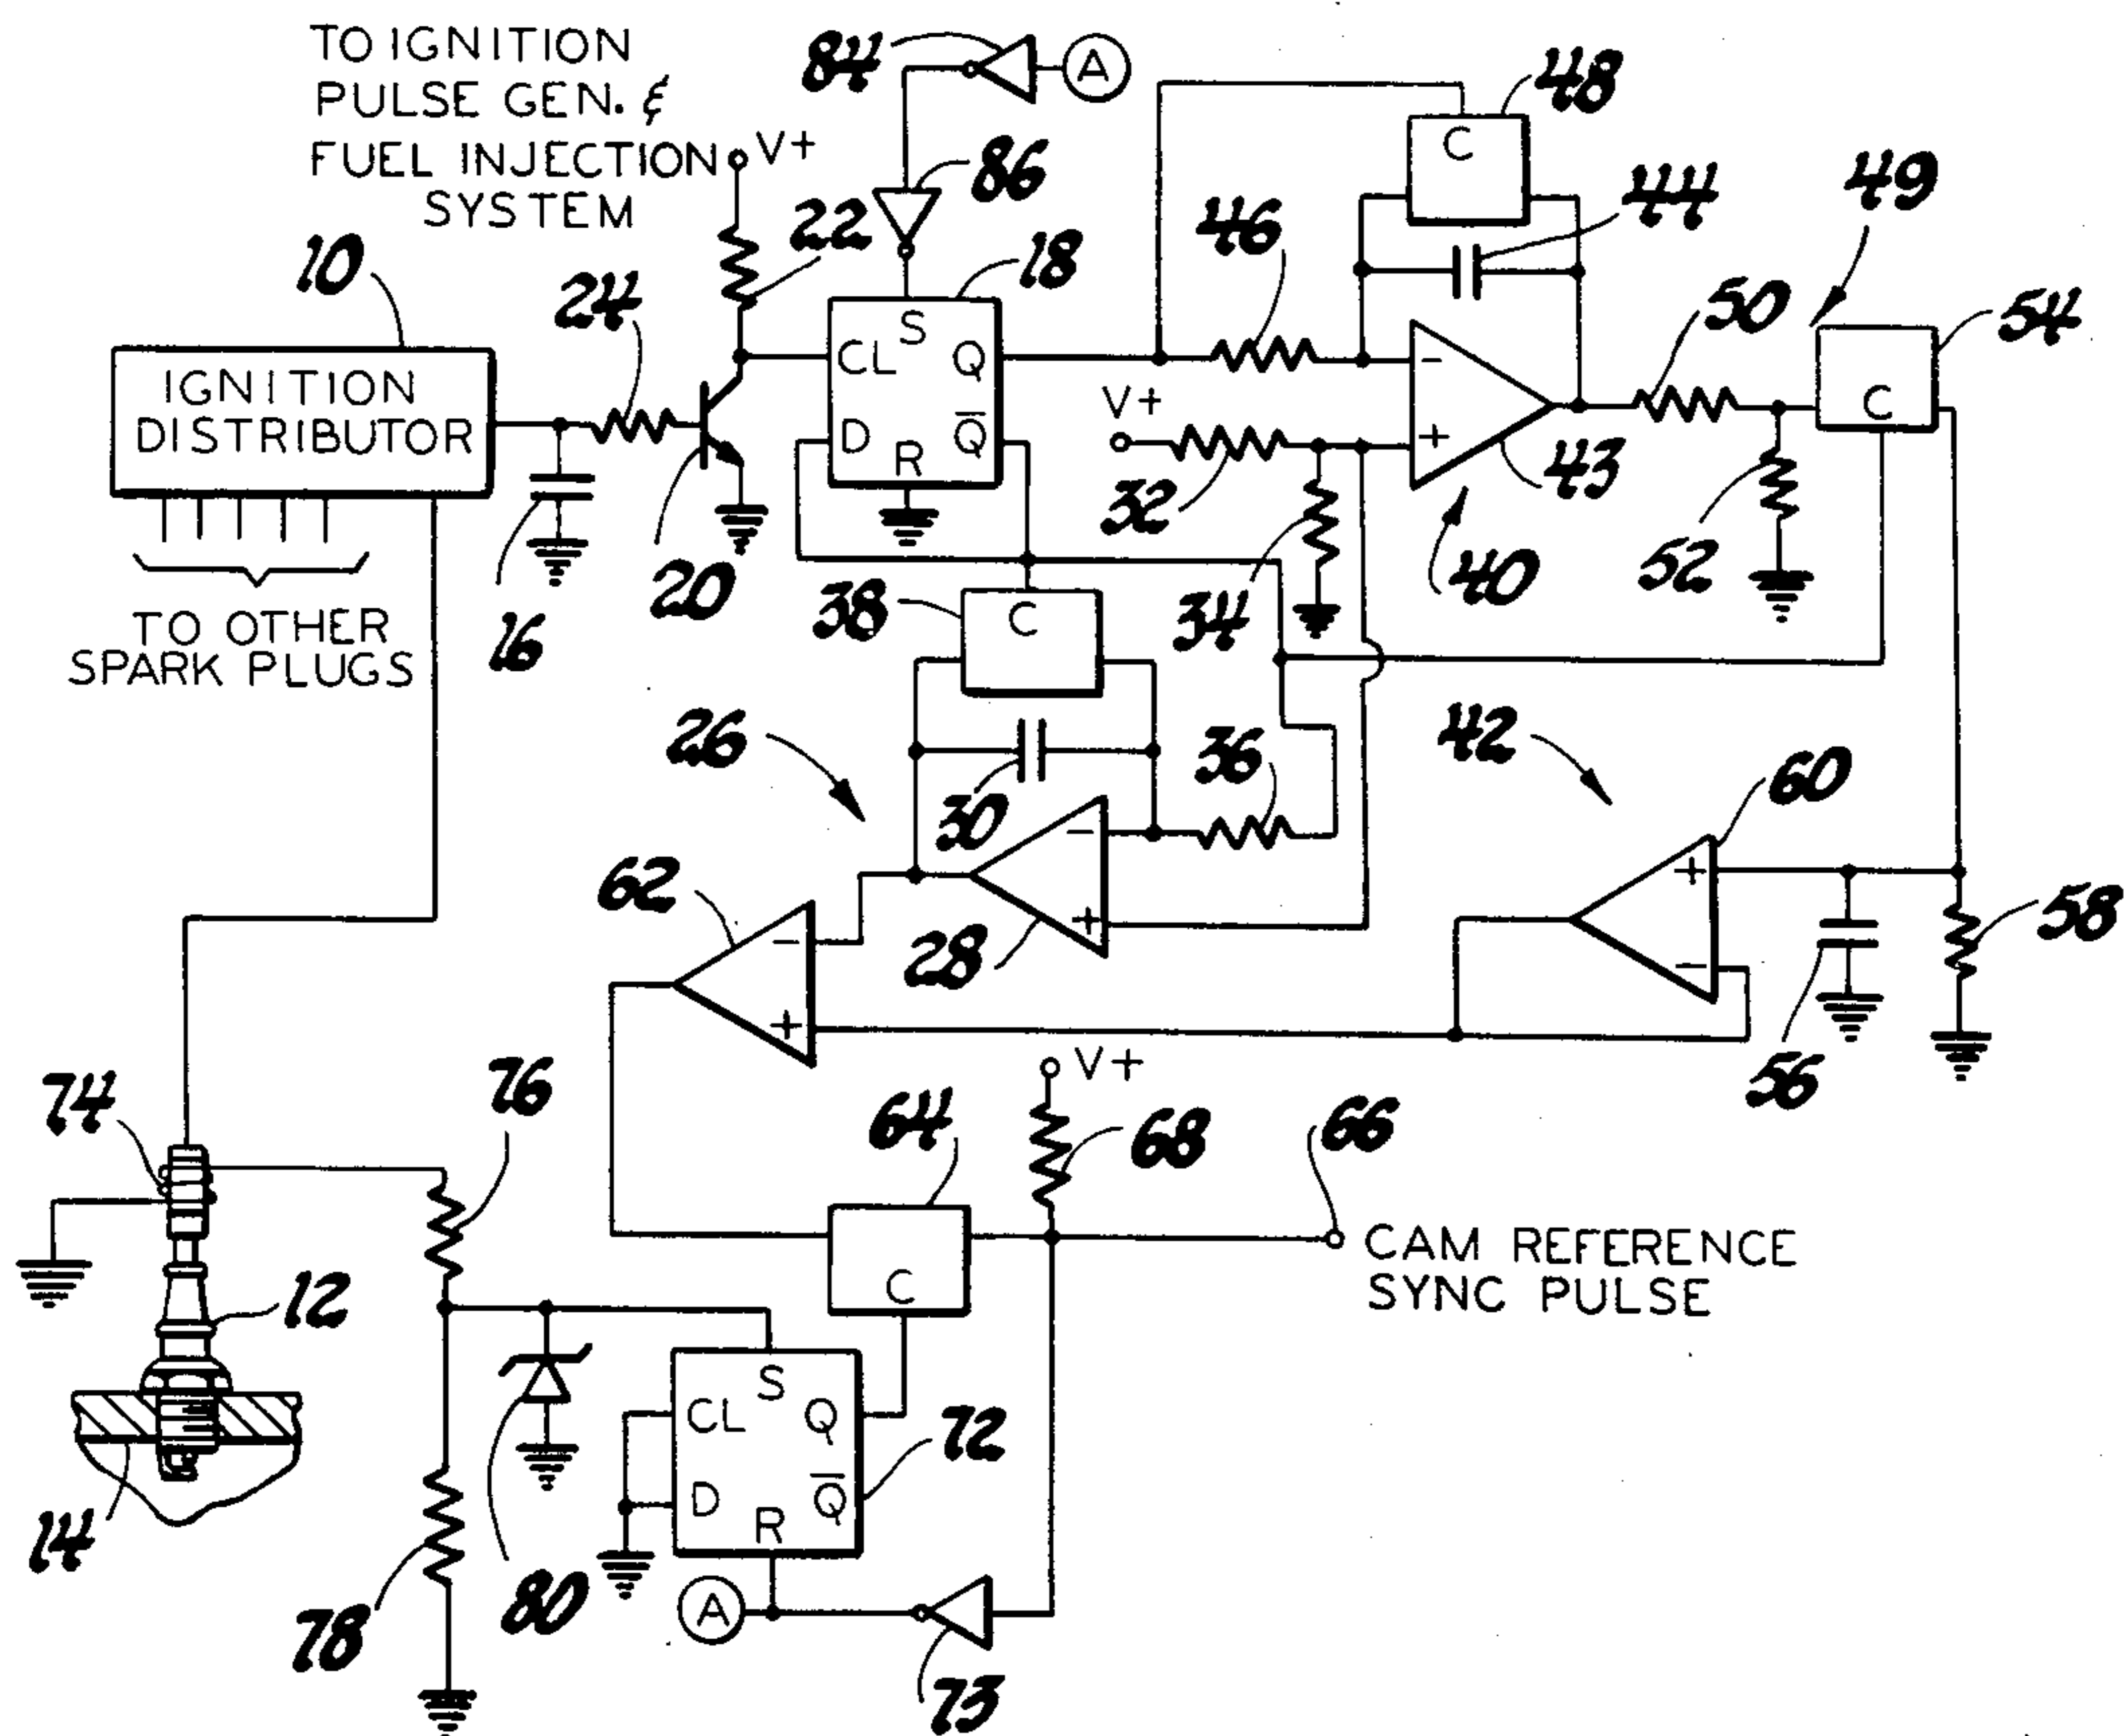 TO IGNITION
PULSE GEN. &
FUEL INJECTION
SYSTEM
V+
84
A
86
22
18
10
24
IGNITION
DISTRIBUTOR
S
CL
Q
D
Q̅
R
46
48
C
44
49
50
54
C
V+
32
43
40
52
34
16
20
TO OTHER
SPARK PLUGS
38
C
26
30
36
42
60
62
-
+
-
+
28
-
+
+
-
58
56
74
76
V+
64
68
66
C
CAM REFERENCE
SYNC PULSE
12
S
CL
Q
D
Q̅
R
72
14
78
80
A
73